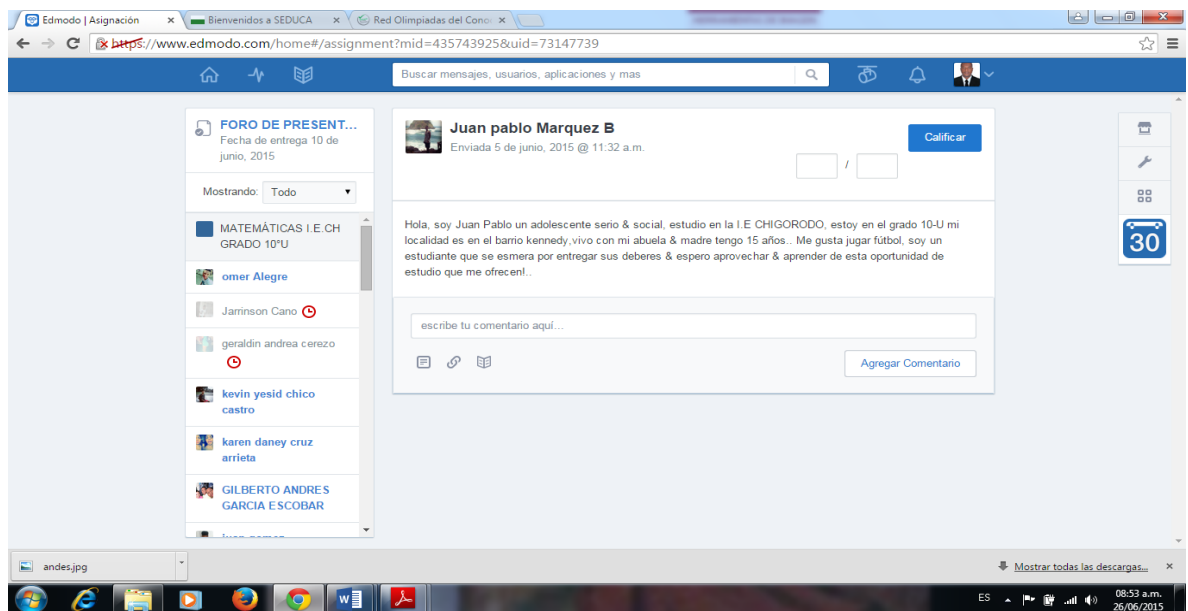 Edmodo | Asignación
Bienvenidos a SEDUCA
Red Olimpiadas del Cono
https://www.edmodo.com/home#/assignment?mid=435743925&uid=73147739
Buscar mensajes, usuarios, aplicaciones y mas
FORO DE PRESENT...
Fecha de entrega 10 de
junio, 2015
Mostrando: Todo
MATEMÁTICAS I.E.CH
GRADO 10°U
omer Alegre
Jarrinson Cano
geraldin andrea cerezo
kevin yesid chico
castro
karen daney cruz
arrieta
GILBERTO ANDRES
GARCIA ESCOBAR
Juan pablo Marquez B
Enviada 5 de junio, 2015 @ 11:32 a.m.
Calificar
/
Hola, soy Juan Pablo un adolescente serio & social, estudio en la I.E CHIGORODO, estoy en el grado 10-U mi
localidad es en el barrio kennedy,vivo con mi abuela & madre tengo 15 años.. Me gusta jugar fútbol, soy un
estudiante que se esmera por entregar sus deberes & espero aprovechar & aprender de esta oportunidad de
estudio que me ofrecen!..
escribe tu comentario aquí...
Agregar Comentario
30
andes.jpg
Mostrar todas las descargas...
ES
08:53 a.m.
26/06/2015